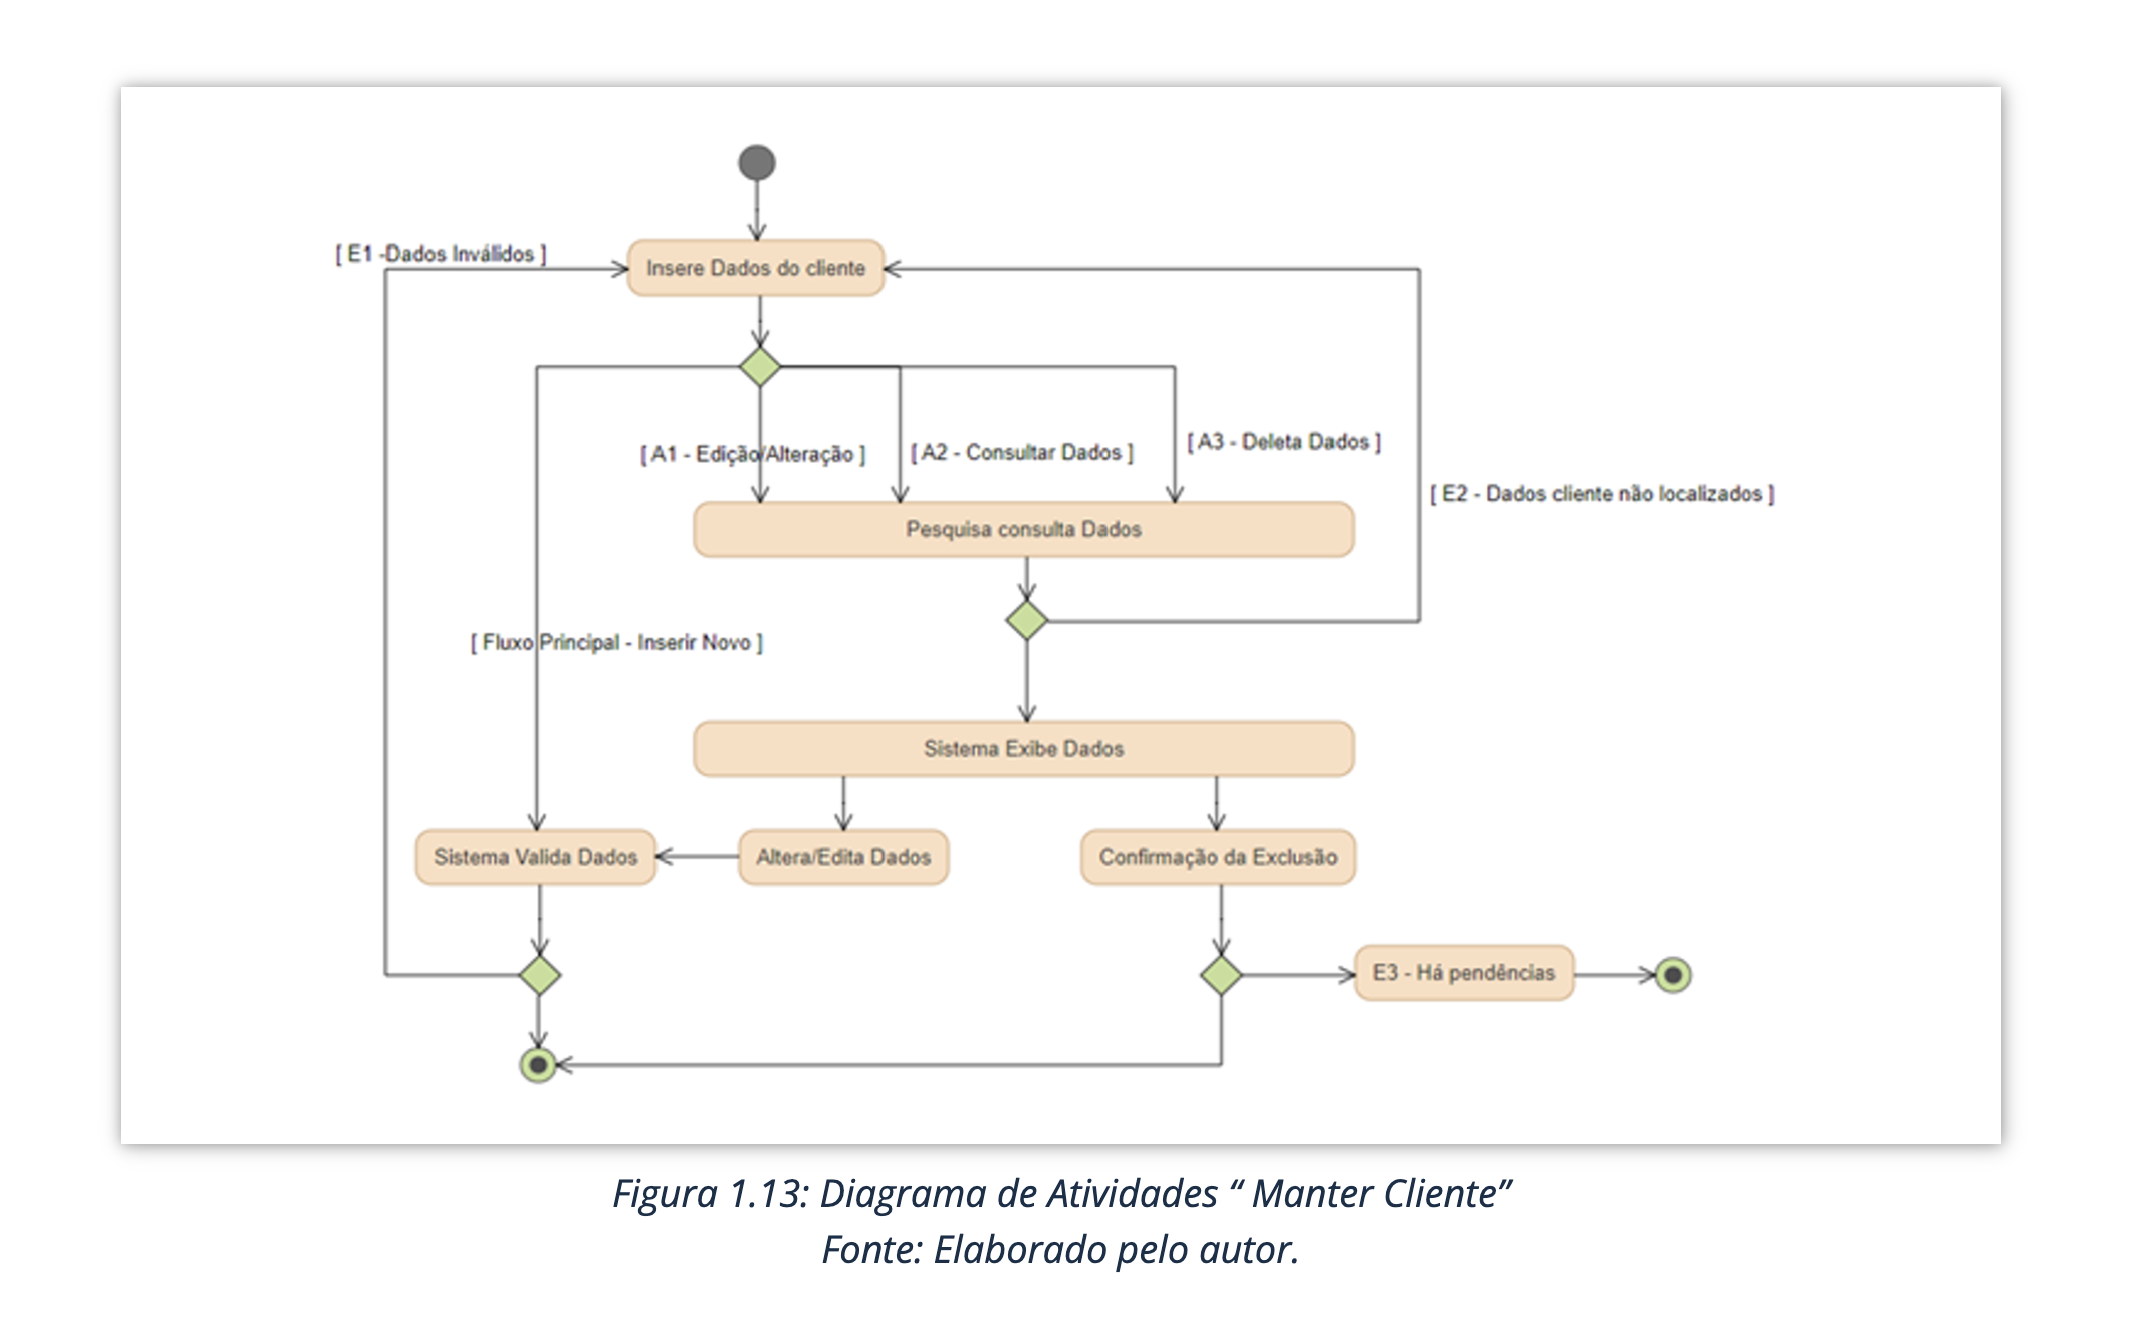 [ E1 -Dados Inválidos ]
Insere Dados do cliente
[ A1 - Edição/Alteração ]
[ A2 - Consultar Dados ]
[ A3 - Deleta Dados ]
[ E2 - Dados cliente não localizados ]
Pesquisa consulta Dados
[ Fluxo Principal - Inserir Novo ]
Sistema Exibe Dados
Sistema Valida Dados
Altera/Edita Dados
Confirmação da Exclusão
E3 - Há pendências
Figura 1.13: Diagrama de Atividades “ Manter Cliente”
Fonte: Elaborado pelo autor.